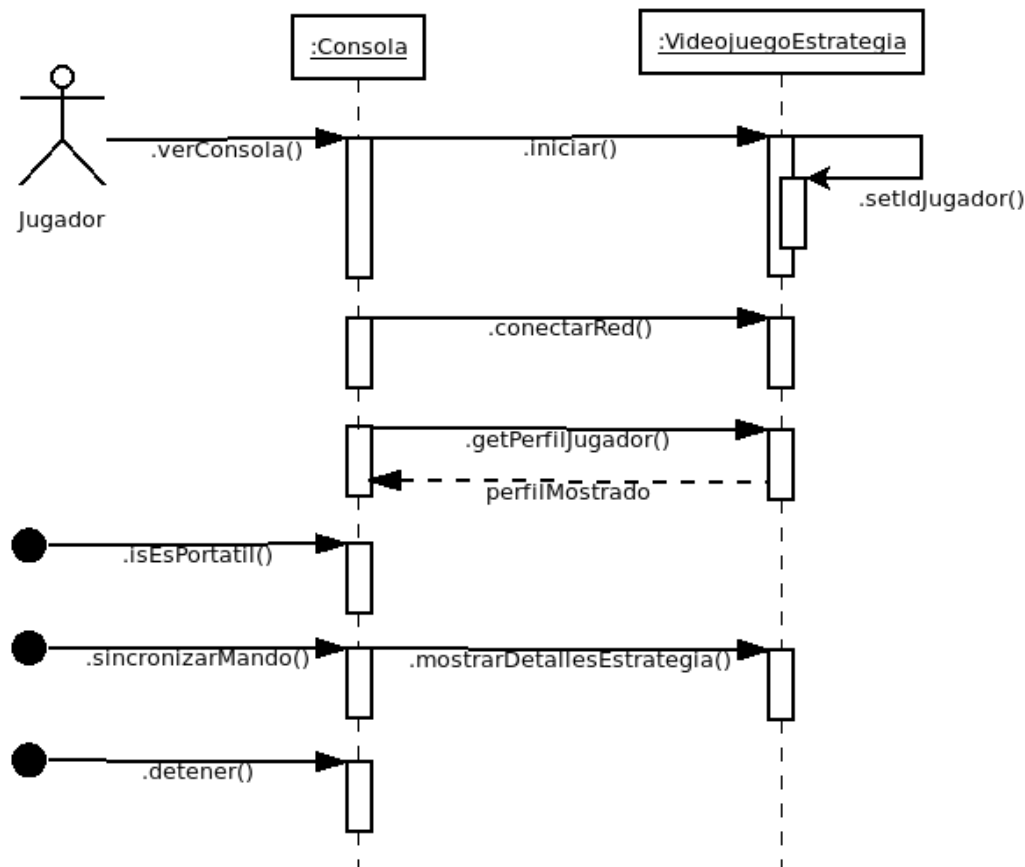 :Consola
:VideojuegoEstrategia
.verConsola()
.iniciar()
.setIdJugador()
Jugador
.conectarRed()
.getPerfilJugador()
perfilMostrado
.isEsPortatil()
.sincronizarMando()
.mostrarDetallesEstrategia()
.detener()